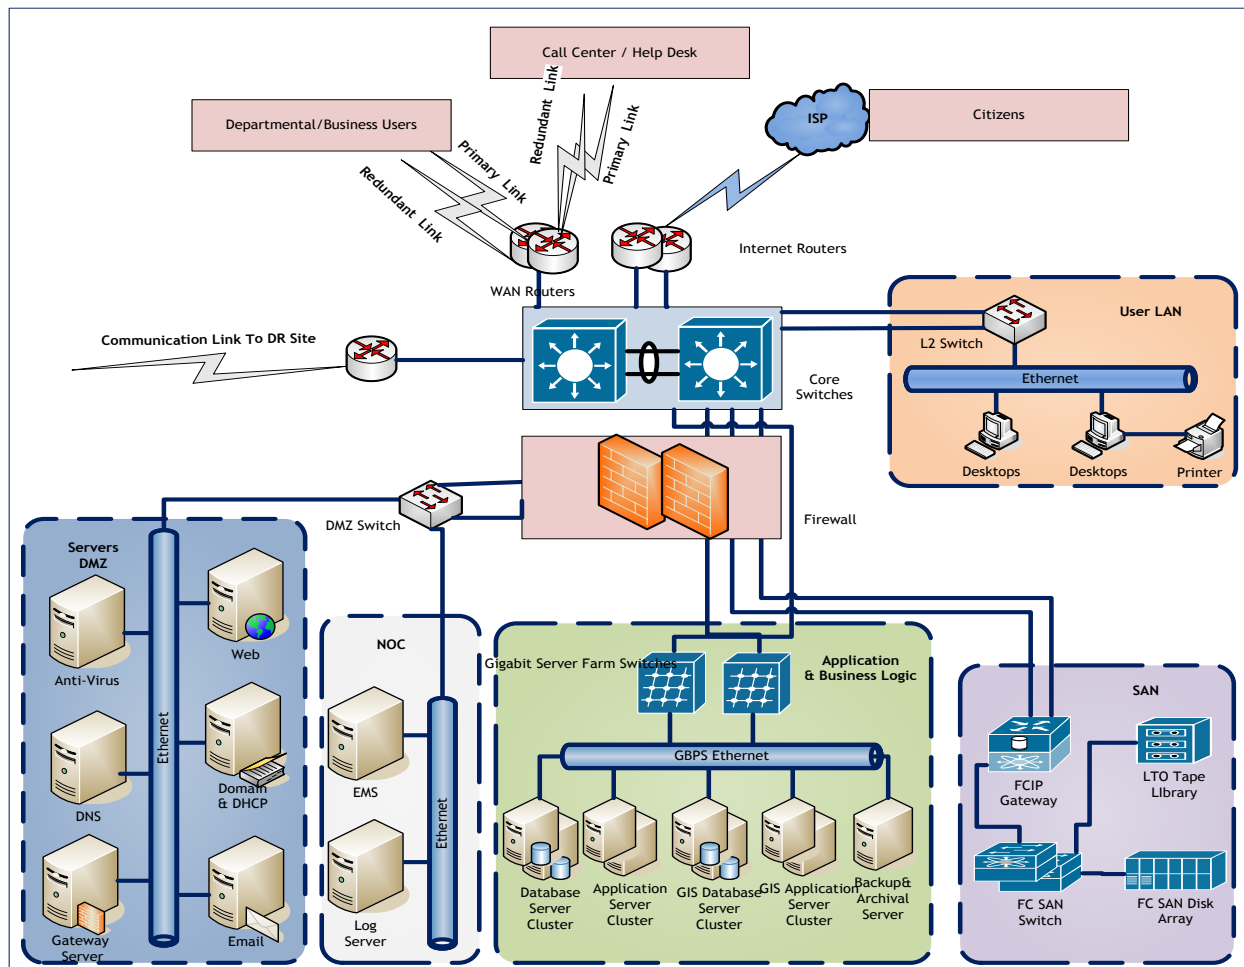 Call Center / Help Desk
Departmental/Business Users
ISP
Citizens
Redundant Link
Primary Link
Primary Link
Redundant Link
Internet Routers
WAN Routers
User LAN
L2 Switch
Communication Link To DR Site
Ethernet
Core
Switches
Desktops
Desktops
Printer
DMZ Switch
Firewall
Servers
DMZ
Web
Anti-Virus
Ethernet
Domain
& DHCP
DNS
Gateway
Server
Email
NOC
EMS
Ethernet
Log
Server
Gigabit Server Farm Switches
Application
& Business Logic
GBPS Ethernet
Database
Server
Cluster
Application
Server
Cluster
GIS Database
Server
Cluster
GIS Application
Server
Cluster
Backup&
Archival
Server
SAN
FCIP
Gateway
LTO Tape
LIbrary
FC SAN
Switch
FC SAN Disk
Array